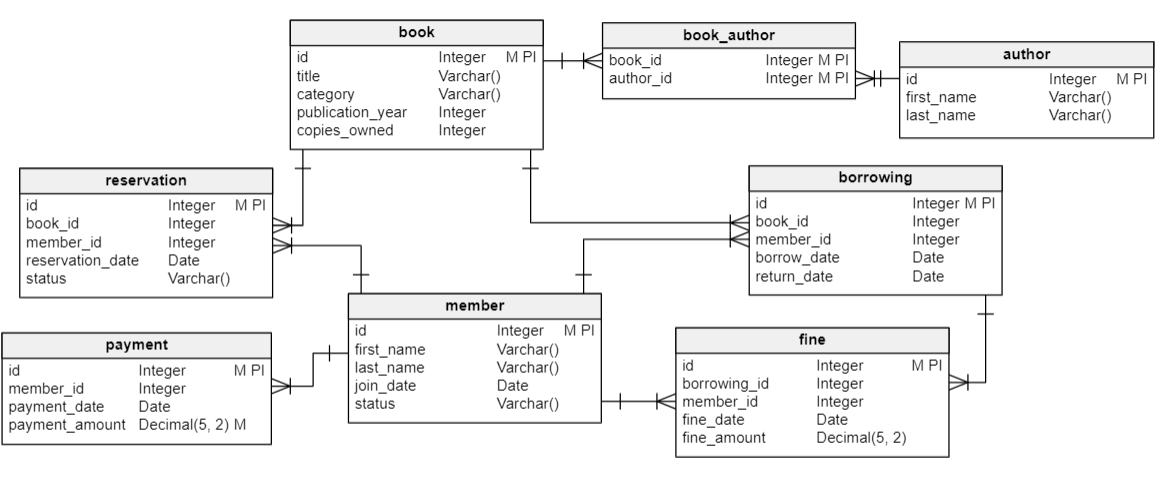 book
id Integer M PI
title Varchar()
category Varchar()
publication_year Integer
copies_owned Integer
book_author
book_id Integer M PI
author_id Integer M PI
author
id Integer M PI
first_name Varchar()
last_name Varchar()
reservation
id Integer M PI
book_id Integer
member_id Integer
reservation_date Date
status Varchar()
borrowing
id Integer M PI
book_id Integer
member_id Integer
borrow_date Date
return_date Date
member
id Integer M PI
first_name Varchar()
last_name Varchar()
join_date Date
status Varchar()
payment
id Integer M PI
member_id Integer
payment_date Date
payment_amount Decimal(5, 2) M
fine
id Integer M PI
borrowing_id Integer
member_id Integer
fine_date Date
fine_amount Decimal(5, 2)